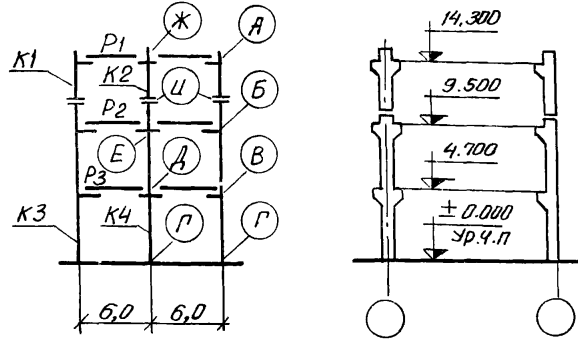 Ж
А
14.300
Р1
К1
К2
И
Б
9.500
Р2
Е
Д
В
4.700
Р3
К3
К4
Г
Г
± 0.000
Ур.ч.п
6,0
6,0